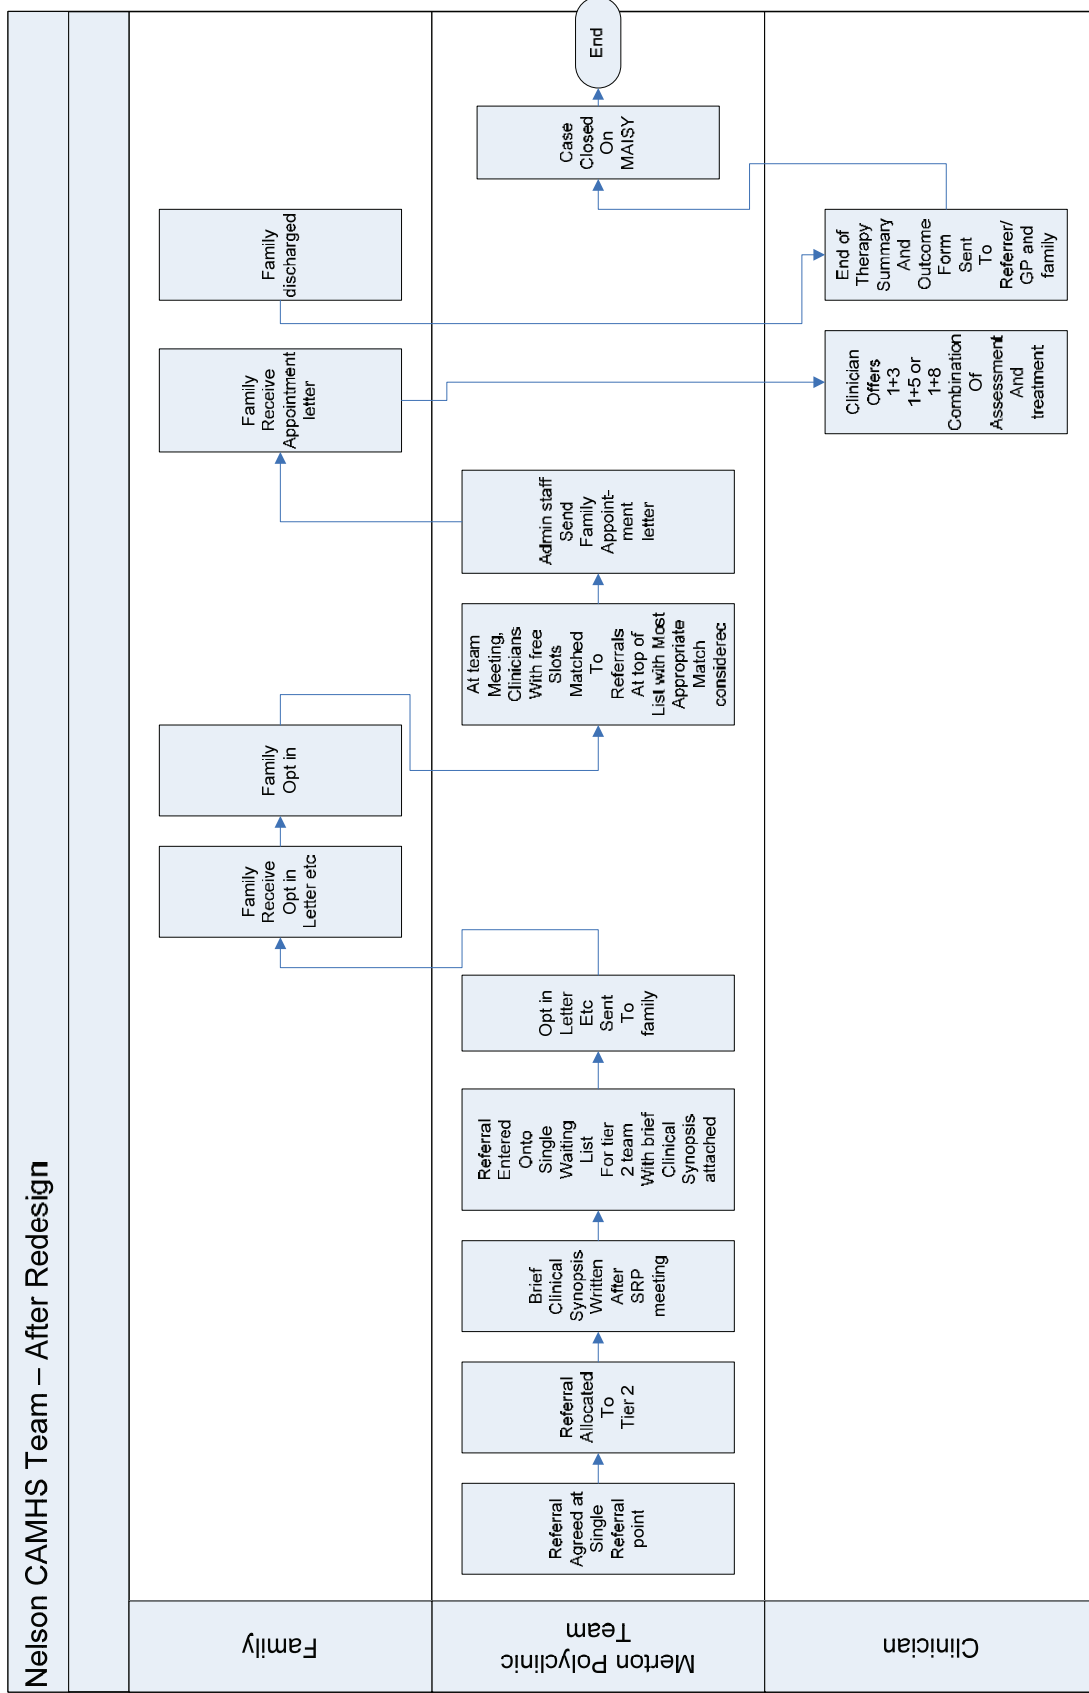 Nelson CAMHS Team – After Redesign
Family
Merton Polyclinic
Team
Clinician
Referral
Agreed at
Single
Referral
point
Referral
Allocated
To
Tier 2
Brief
Clinical
Synopsis
Written
After
SRP
meeting
Referral
Entered
Onto
Single
Waiting
List
For tier
2 team
With brief
Clinical
Synopsis
attached
Opt in
Letter
Etc
Sent
To
family
Family
Receive
Opt in
Letter etc
Family
Opt in
At team
Meeting,
Clinicians
With free
Slots
Matched
To
Referrals
At top of
List with Most
Appropriate
Match
considerec
Admin staff
Send
Family
Appoint-
ment
letter
Family
Receive
Appointment
letter
Clinician
Offers
1+3
1+5 or
1+8
Combination
Of
Assessment
And
treatment
Family
discharged
End of
Therapy
Summary
And
Outcome
Form
Sent
To
Referrer/
GP and
family
Case
Closed
On
MAISY
End